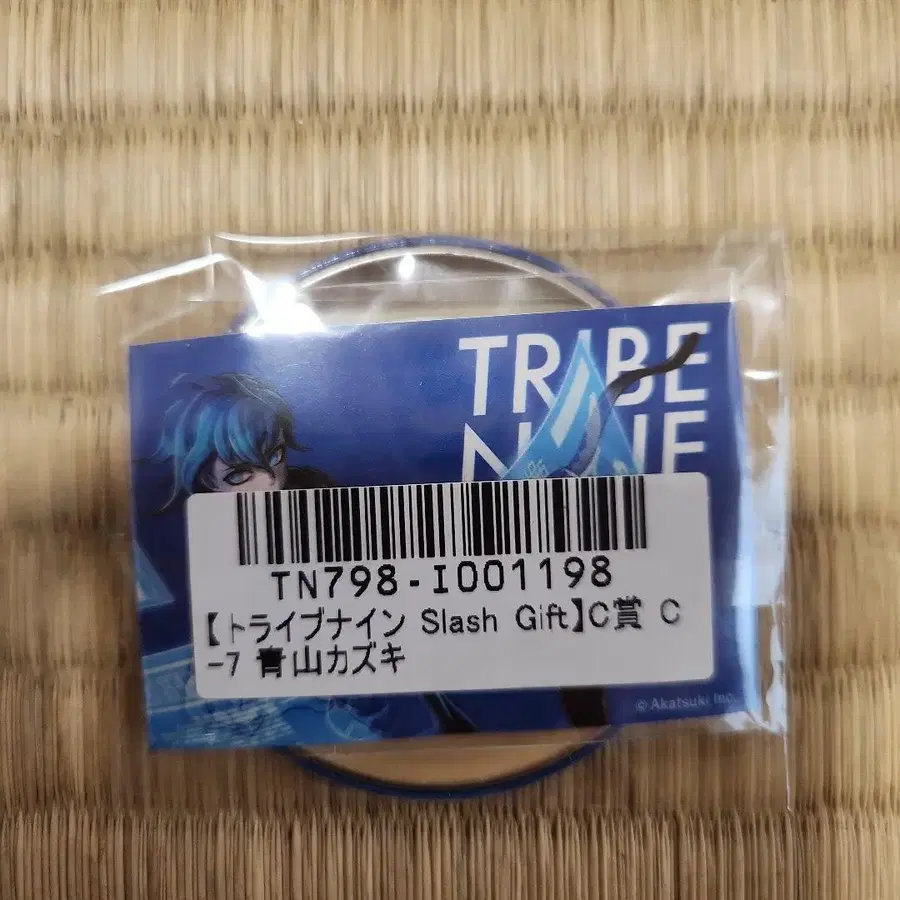 TRIBE
NINE
TN798-I001198
【トライブナイン Slash Gift】C賞 C
-7 青山カズキ
© Akatsuki Inc.